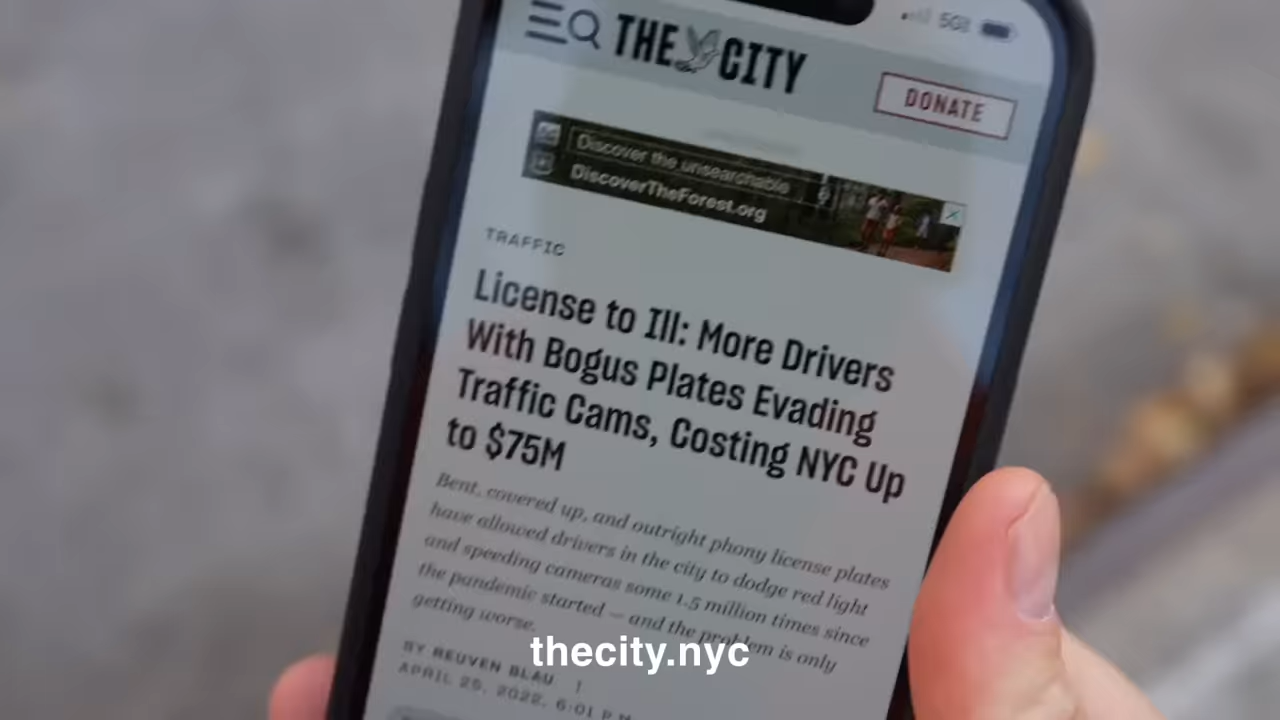 5G
THE CITY
DONATE
Discover the unsearchable
DiscoverTheForest.org
TRAFFIC
License to Ill: More Drivers
With Bogus Plates Evading
Traffic Cams, Costing NYC Up
to $75M
Bent, covered up, and outright phony license plates
have allowed drivers in the city to dodge red light
and speeding cameras some 1.5 million times since
the pandemic started — and the problem is only
getting worse.
thecity.nyc
BY REUVEN BLAU |
APRIL 25, 2022, 6:01 P.M.